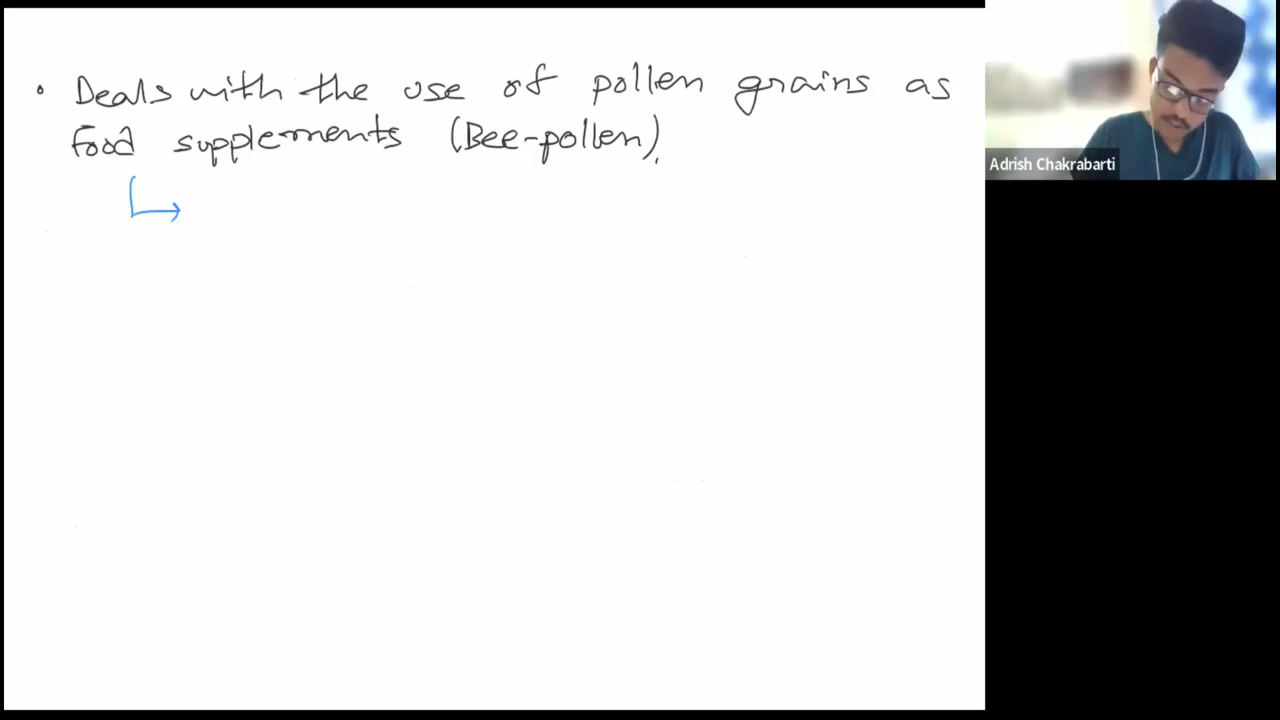 • Deals with the use of pollen grains as
Food supplements (Bee-pollen).
Adrish Chakrabarti